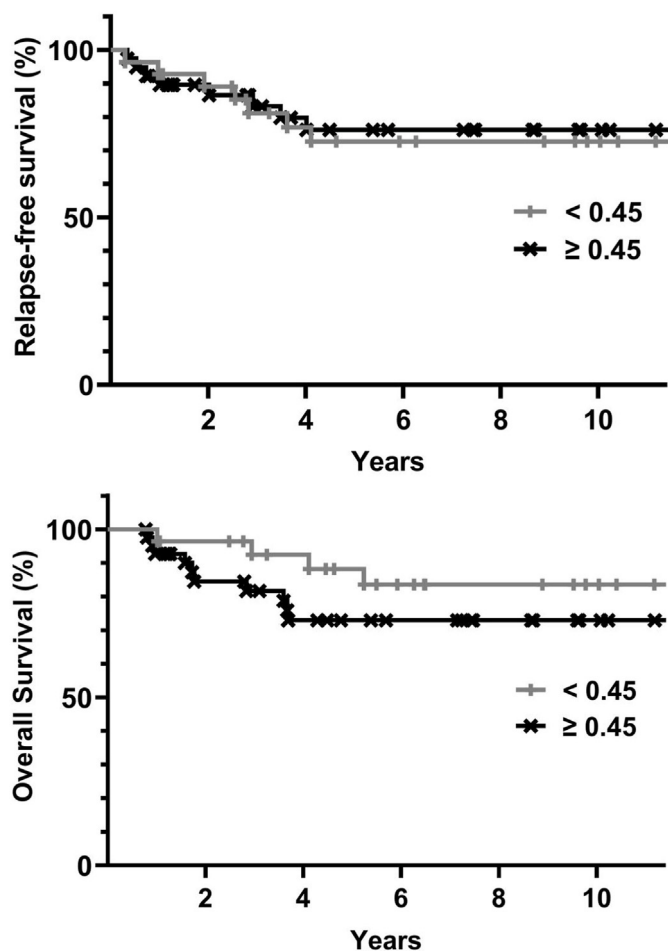 Relapse-free survival (%)
100
50
0
< 0.45
≥ 0.45
2 4 6 8 10
Years
Overall Survival (%)
100
50
0
< 0.45
≥ 0.45
2 4 6 8 10
Years